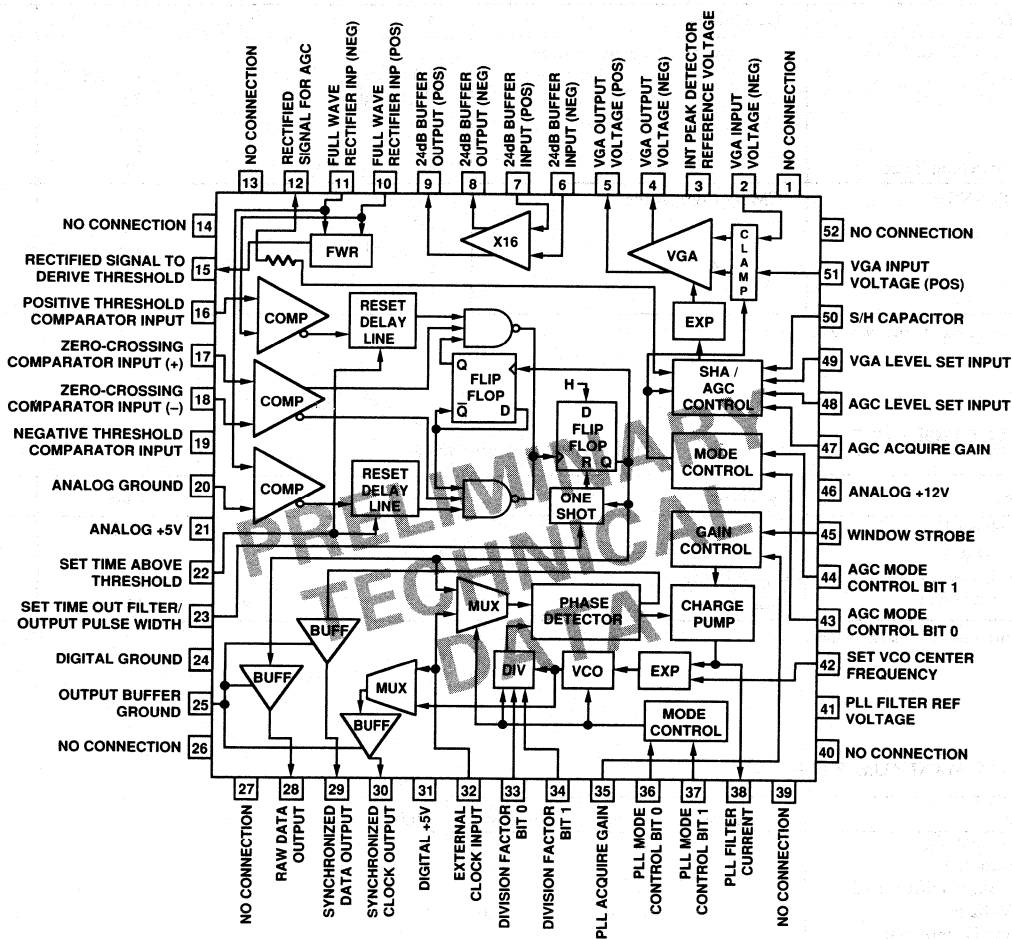 NO CONNECTION
RECTIFIED
SIGNAL FOR AGC
FULL WAVE
RECTIFIER INP (NEG)
FULL WAVE
RECTIFIER INP (POS)
24dB BUFFER
OUTPUT (POS)
24dB BUFFER
OUTPUT (NEG)
24dB BUFFER
INPUT (POS)
24dB BUFFER
INPUT (NEG)
VGA OUTPUT
VOLTAGE (POS)
VGA OUTPUT
VOLTAGE (NEG)
INT PEAK DETECTOR
REFERENCE VOLTAGE
VGA INPUT
VOLTAGE (NEG)
NO CONNECTION
13 12 11 10 9 8 7 6 5 4 3 2 1
NO CONNECTION
14
RECTIFIED SIGNAL TO
DERIVE THRESHOLD
15
POSITIVE THRESHOLD
COMPARATOR INPUT
16
ZERO-CROSSING
COMPARATOR INPUT (+)
17
ZERO-CROSSING
COMPARATOR INPUT (–)
18
NEGATIVE THRESHOLD
COMPARATOR INPUT
19
ANALOG GROUND
20
ANALOG +5V
21
SET TIME ABOVE
THRESHOLD
22
SET TIME OUT FILTER/
OUTPUT PULSE WIDTH
23
DIGITAL GROUND
24
OUTPUT BUFFER
GROUND
25
NO CONNECTION
26
FWR
X16
VGA
CLAMP
EXP
COMP
RESET
DELAY
LINE
COMP
Q
FLIP
FLOP
Q
D
H
D
FLIP
FLOP
R Q
SHA /
AGC
CONTROL
MODE
CONTROL
COMP
RESET
DELAY
LINE
ONE
SHOT
GAIN
CONTROL
MUX
PHASE
DETECTOR
CHARGE
PUMP
BUFF
BUFF
MUX
BUFF
DIV
VCO
EXP
MODE
CONTROL
PRELIMINARY
TECHNICAL
DATA
52
NO CONNECTION
51
VGA INPUT
VOLTAGE (POS)
50
S/H CAPACITOR
49
VGA LEVEL SET INPUT
48
AGC LEVEL SET INPUT
47
AGC ACQUIRE GAIN
46
ANALOG +12V
45
WINDOW STROBE
44
AGC MODE
CONTROL BIT 1
43
AGC MODE
CONTROL BIT 0
42
SET VCO CENTER
FREQUENCY
41
PLL FILTER REF
VOLTAGE
40
NO CONNECTION
27 28 29 30 31 32 33 34 35 36 37 38 39
NO CONNECTION
RAW DATA
OUTPUT
SYNCHRONIZED
DATA OUTPUT
SYNCHRONIZED
CLOCK OUTPUT
DIGITAL +5V
EXTERNAL
CLOCK INPUT
DIVISION FACTOR
BIT 0
DIVISION FACTOR
BIT 1
PLL ACQUIRE GAIN
PLL MODE
CONTROL BIT 0
PLL MODE
CONTROL BIT 1
PLL FILTER
CURRENT
NO CONNECTION